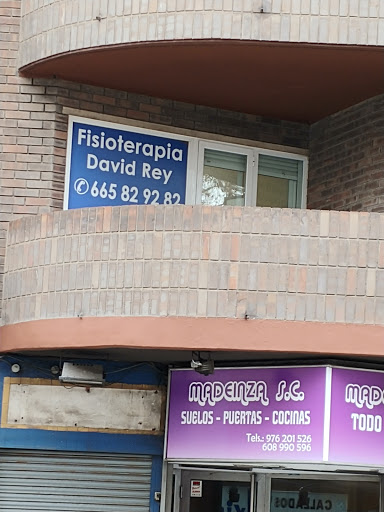 Fisioterapia
David Rey
665 82 92 82
MADEINZA S.C.
SUELOS - PUERTAS - COCINAS
Tels.: 976 201 526
608 990 596
MADE
TODO
CALZADOS